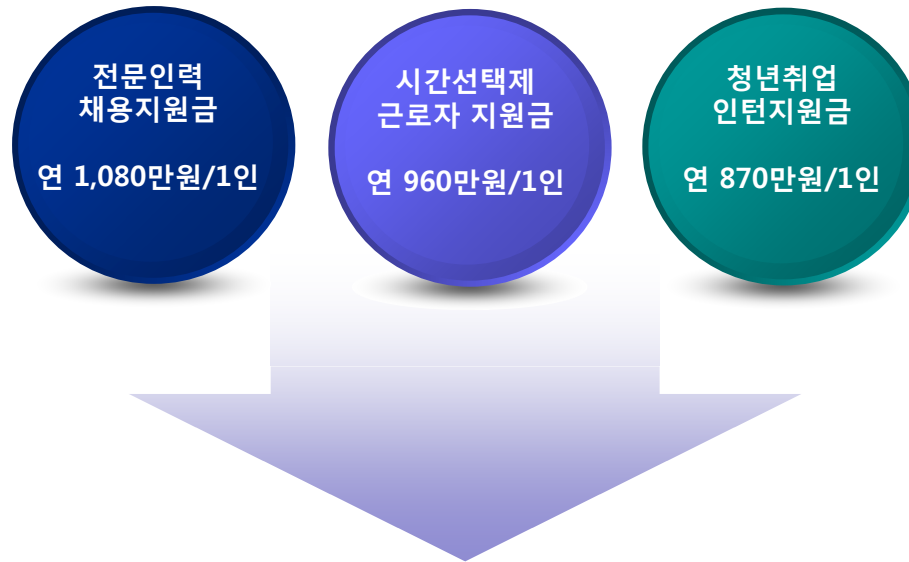 전문인력
채용지원금
연 1,080만원/1인
시간선택제
근로자 지원금
연 960만원/1인
청년취업
인턴지원금
연 870만원/1인